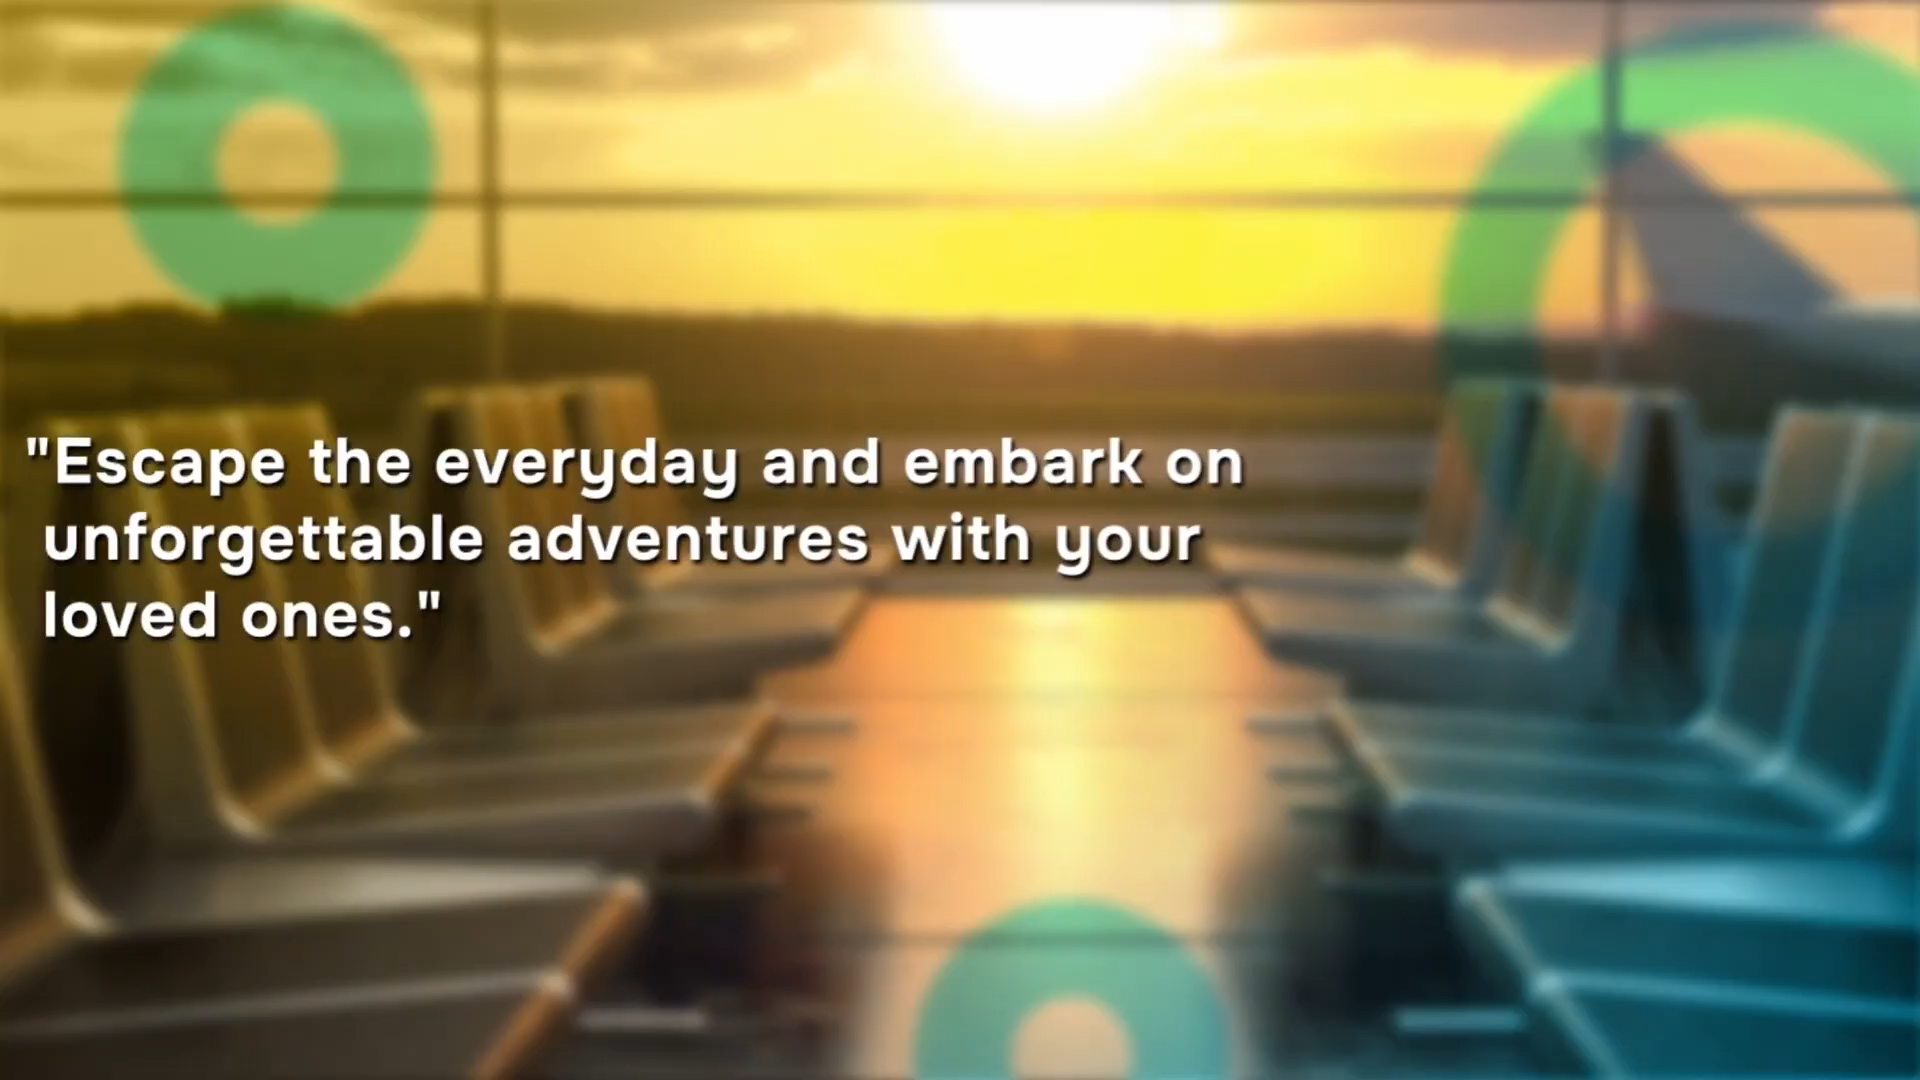 "Escape the everyday and embark on
unforgettable adventures with your
loved ones."